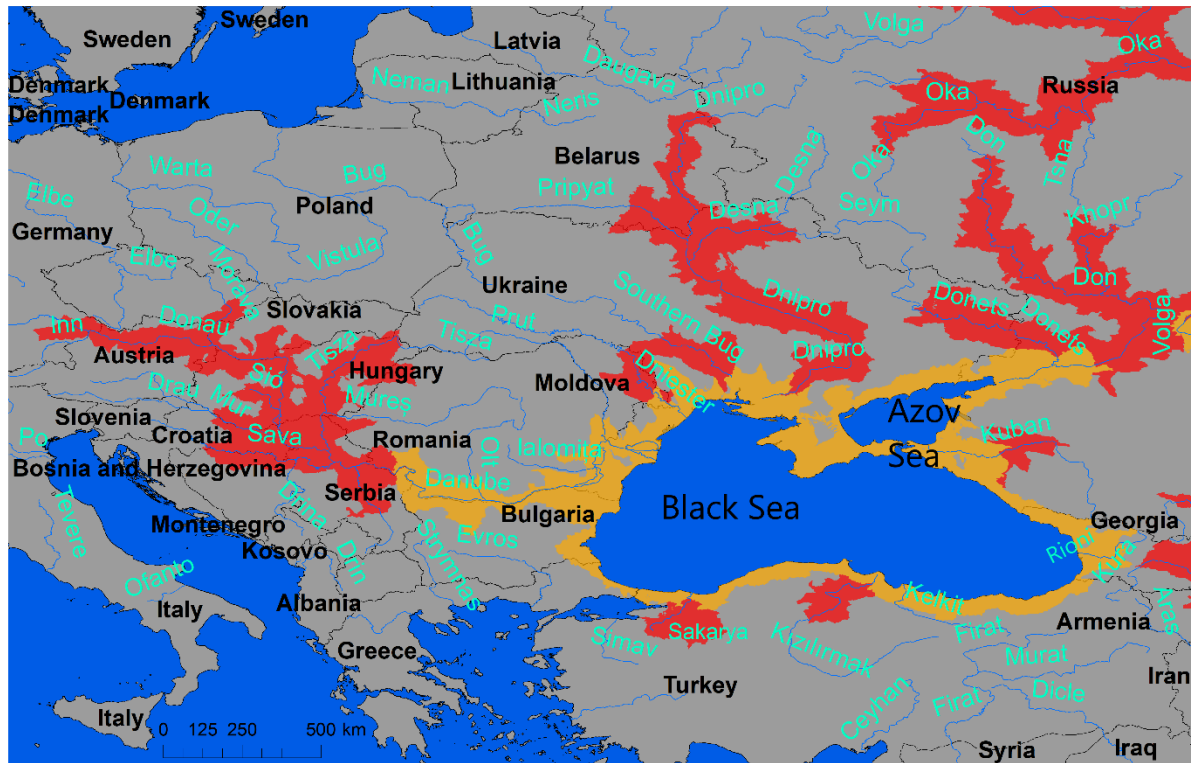 Sweden
Sweden
Volga
Latvia
Oka
Denmark
Daugava
Neman
Lithuania
Russia
Denmark
Denmark
Neris
Dnipro
Oka
Don
Belarus
Desna
Oka
Tsna
Warta
Bug
Pripyat
Elbe
Oder
Poland
Desna
Seym
Khopr
Germany
Vistula
Bug
Elbe
Morava
Ukraine
Southern Bug
Dnipro
Don
Slovakia
Prut
Donets
Donets
Volga
Inn
Donau
Tisza
Tisza
Dnipro
Austria
Sió
Hungary
Moldova
Dniester
Drau
Mur
Mureș
Azov
Sea
Slovenia
Croatia
Sava
Romania
Olt
Ialomita
Kuban
Po
Bosnia and Herzegovina
Serbia
Danube
Black Sea
Tevere
Drina
Bulgaria
Montenegro
Evros
Georgia
Kosovo
Drin
Strymnas
Rioni
Kura
Ofanto
Albania
Kelkit
Aras
Italy
Simav
Sakarya
Kızılırmak
Firat
Armenia
Greece
Murat
Turkey
Iran
Italy
Ceyhan
Firat
Dicle
0 125 250 500 km
Syria
Iraq